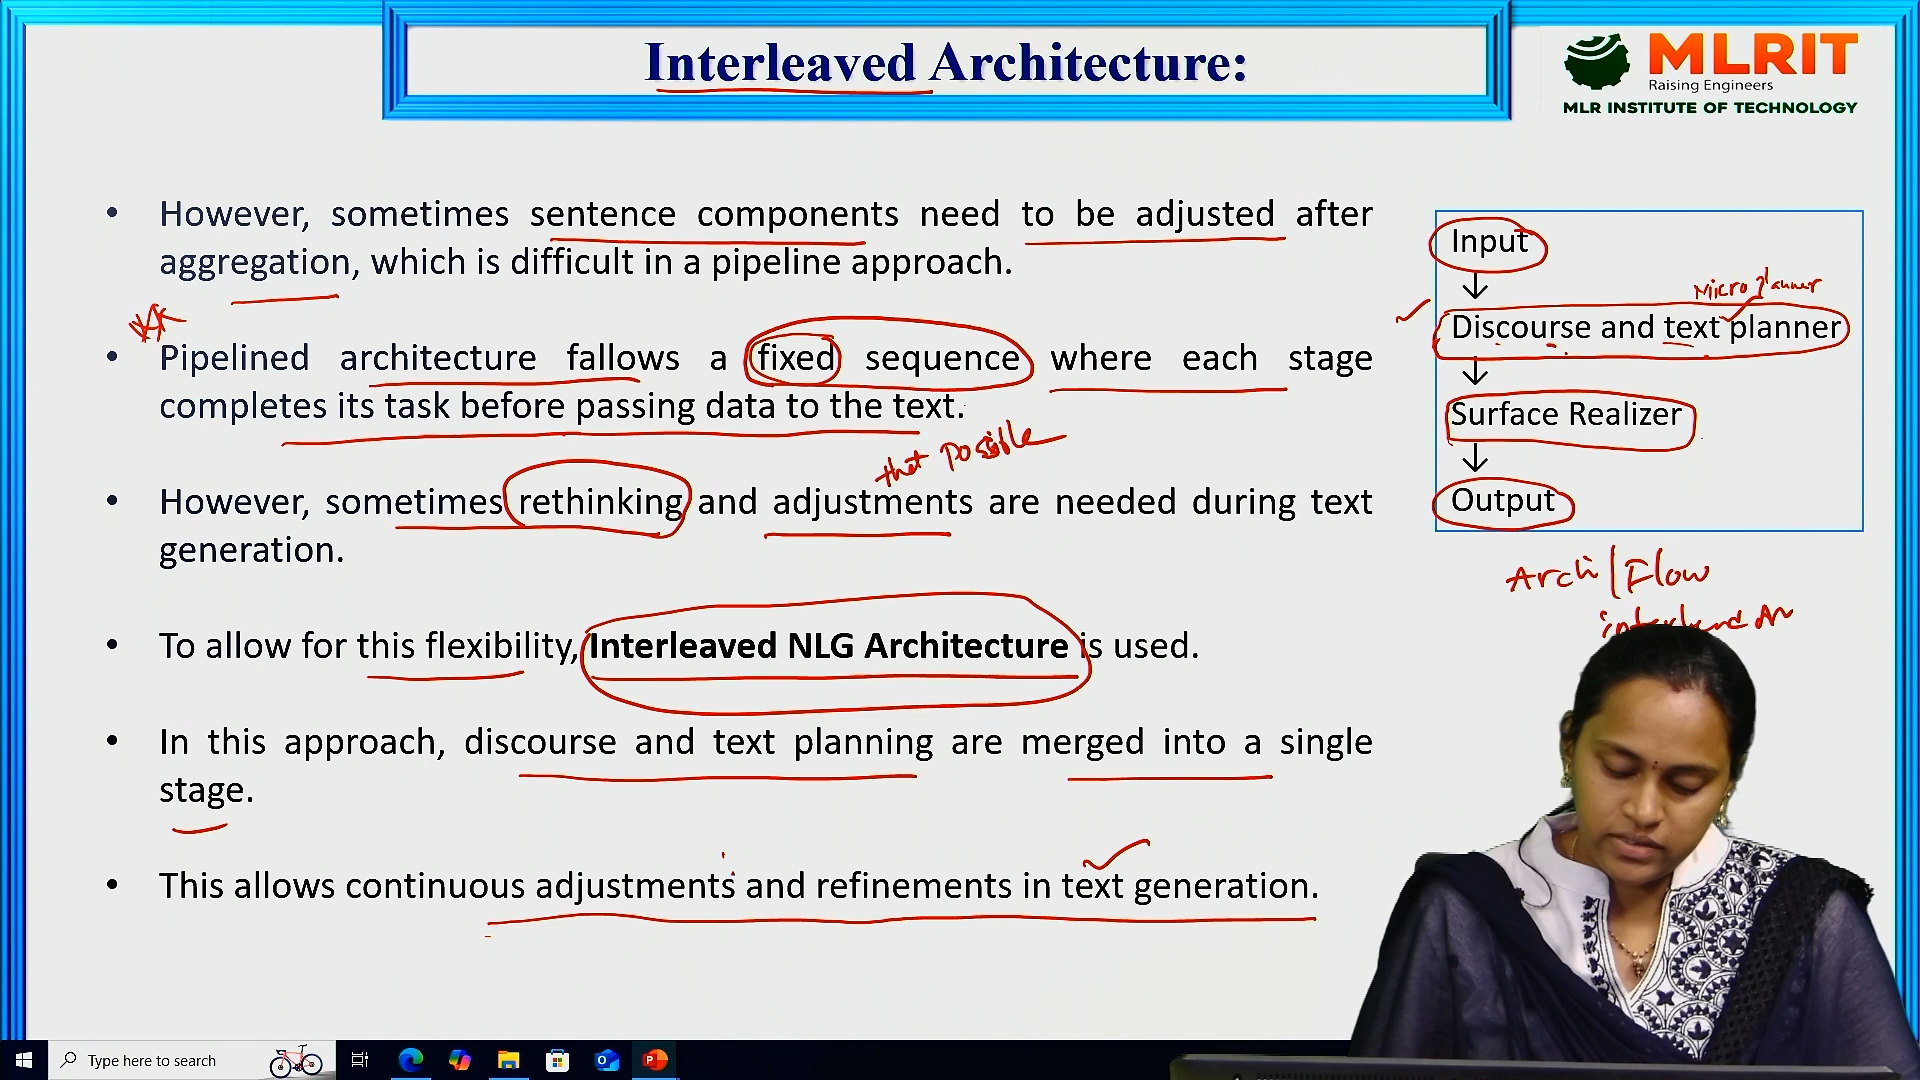 Interleaved Architecture:
MLRIT
Raising Engineers
MLR INSTITUTE OF TECHNOLOGY
• However, sometimes sentence components need to be adjusted after
aggregation, which is difficult in a pipeline approach.
• Pipelined architecture fallows a fixed sequence where each stage
completes its task before passing data to the text.
that possible
• However, sometimes rethinking and adjustments are needed during text
generation.
• To allow for this flexibility, Interleaved NLG Architecture is used.
• In this approach, discourse and text planning are merged into a single
stage.
• This allows continuous adjustments and refinements in text generation.
Input
Micro planner
Discourse and text planner
Surface Realizer
Output
Archi/Flow
Type here to search